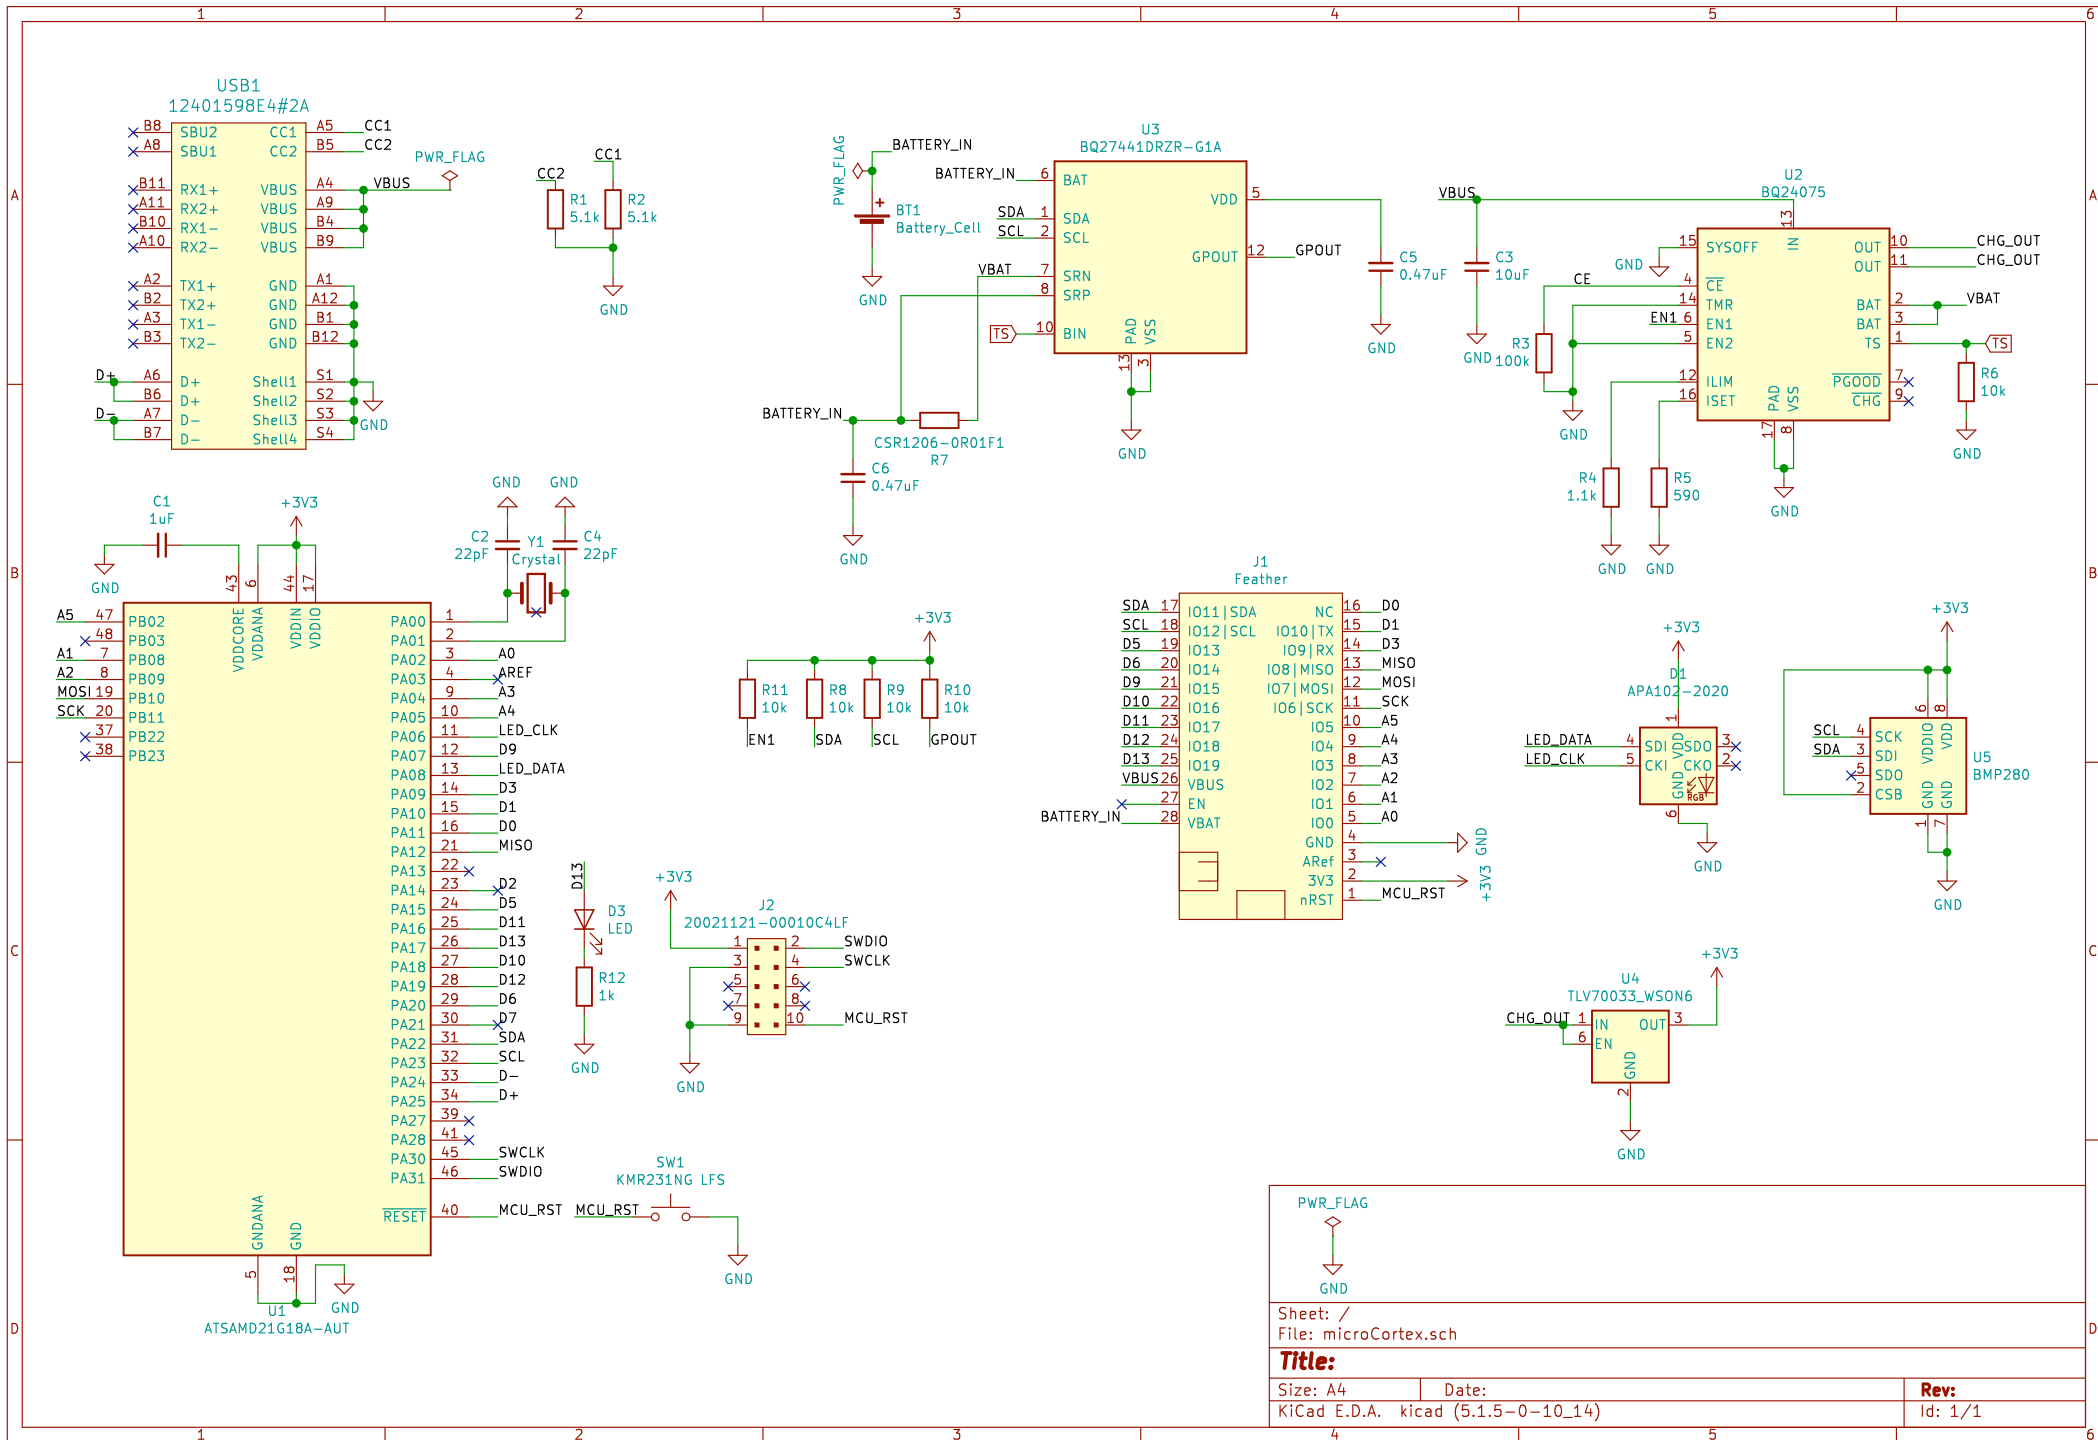 1 2 3 4 5 6
A
B
C
D
USB1
12401598E4#2A
B8 SBU2 CC1 A5 CC1
A8 SBU1 CC2 B5 CC2
PWR_FLAG
B11 RX1+ VBUS A4 VBUS
A11 RX2+ VBUS A9
B10 RX1- VBUS B4
A10 RX2- VBUS B9
A2 TX1+ GND A1
B2 TX2+ GND A12
A3 TX1- GND B1
B3 TX2- GND B12
D+ A6 D+ Shell1 S1
B6 D+ Shell2 S2
D- A7 D- Shell3 S3
B7 D- Shell4 S4
GND
CC1
CC2
R1
5.1k
R2
5.1k
GND
PWR_FLAG
BATTERY_IN
BT1
Battery_Cell
GND
U3
BQ27441DRZR-G1A
BATTERY_IN 6 BAT
VDD 5
SDA 1 SDA
SCL 2 SCL
GPOUT 12 GPOUT
VBAT 7 SRN
8 SRP
TS 10 BIN
PAD 13
VSS 3
GND
C5
0.47uF
GND
BATTERY_IN
CSR1206-0R01F1
R7
C6
0.47uF
GND
U2
BQ24075
VBUS
C3
10uF
GND
13 IN
15 SYSOFF OUT 10 CHG_OUT
GND
OUT 11 CHG_OUT
CE 4 CE
14 TMR BAT 2 VBAT
EN1 6 EN1 BAT 3
5 EN2 TS 1 TS
12 ILIM PGOOD 7
16 ISET CHG 9
PAD 17
VSS 8
GND
R3
100k
GND
R6
10k
GND
R4
1.1k
GND
R5
590
GND
C1
1uF
GND
+3V3
43 VDDCORE
6 VDDANA
44 VDDIN
17 VDDIO
GND GND
C2
22pF
Y1
Crystal
C4
22pF
A5 47 PB02
48 PB03
A1 7 PB08
A2 8 PB09
MOSI 19 PB10
SCK 20 PB11
37 PB22
38 PB23
PA00 1
PA01 2
PA02 3 A0
PA03 4 AREF
PA04 9 A3
PA05 10 A4
PA06 11 LED_CLK
PA07 12 D9
PA08 13 LED_DATA
PA09 14 D3
PA10 15 D1
PA11 16 D0
PA12 21 MISO
PA13 22
PA14 23 D2
PA15 24 D5
PA16 25 D11
PA17 26 D13
PA18 27 D10
PA19 28 D12
PA20 29 D6
PA21 30 D7
PA22 31 SDA
PA23 32 SCL
PA24 33 D-
PA25 34 D+
PA27 39
PA28 41
PA30 45 SWCLK
PA31 46 SWDIO
RESET 40 MCU_RST
GNDANA 5
GND 18
GND
U1
ATSAMD21G18A-AUT
+3V3
R11
10k
R8
10k
R9
10k
R10
10k
EN1 SDA SCL GPOUT
D13
D3
LED
R12
1k
GND
+3V3
J2
20021121-00010C4LF
1 2 SWDIO
3 4 SWCLK
5 6
7 8
9 10 MCU_RST
GND
SW1
KMR231NG LFS
MCU_RST
GND
J1
Feather
SDA 17 IO11|SDA NC 16 D0
SCL 18 IO12|SCL IO10|TX 15 D1
D5 19 IO13 IO9|RX 14 D3
D6 20 IO14 IO8|MISO 13 MISO
D9 21 IO15 IO7|MOSI 12 MOSI
D10 22 IO16 IO6|SCK 11 SCK
D11 23 IO17 IO5 10 A5
D12 24 IO18 IO4 9 A4
D13 25 IO19 IO3 8 A3
VBUS 26 VBUS IO2 7 A2
27 EN IO1 6 A1
BATTERY_IN 28 VBAT IO0 5 A0
GND 4 GND
ARef 3
3V3 2 +3V3
nRST 1 MCU_RST
+3V3
D1
APA102-2020
1 VDD
LED_DATA 4 SDI SDO 3
LED_CLK 5 CKI CKO 2
GND 6
RGB
GND
+3V3
6 VDDIO
8 VDD
SCL 4 SCK
SDA 3 SDI
5 SDO
2 CSB
GND 1
GND 7
U5
BMP280
GND
+3V3
U4
TLV70033_WSON6
CHG_OUT 1 IN OUT 3
6 EN
GND 2
GND
PWR_FLAG
GND
Sheet: /
File: microCortex.sch
Title:
Size: A4 Date: Rev:
KiCad E.D.A. kicad (5.1.5-0-10_14) Id: 1/1
A
B
C
D
1 2 3 4 5 6